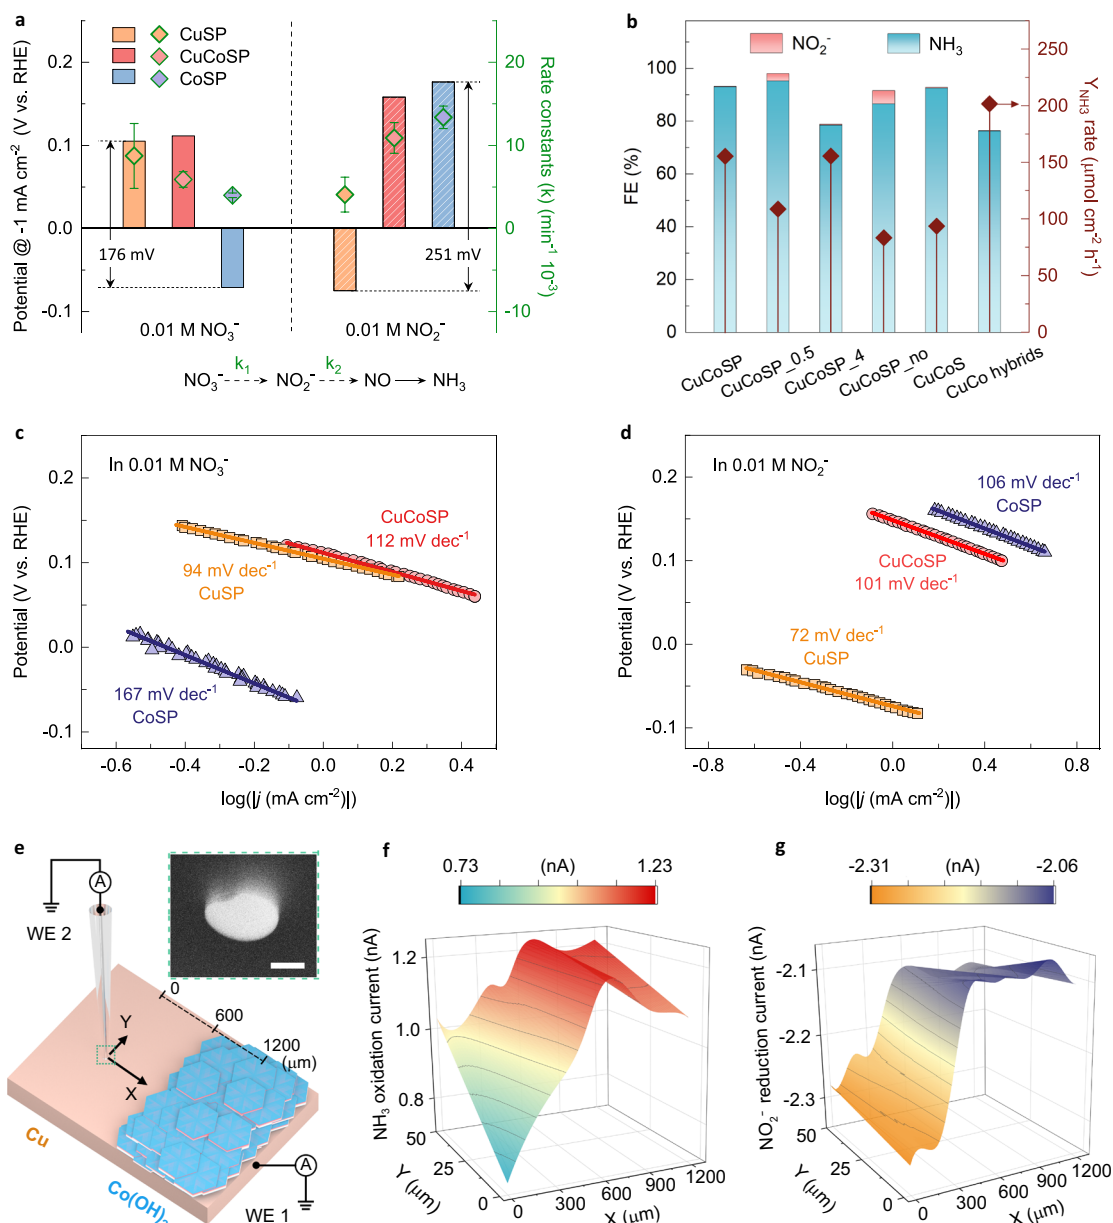 a
CuSP
CuCoSP
CoSP
Potential @ -1 mA cm⁻² (V vs. RHE)
0.2
0.1
0.0
-0.1
20
10
0
-10
Rate constants (k) (min⁻¹ 10⁻³)
176 mV
251 mV
0.01 M NO₃⁻
0.01 M NO₂⁻
k₁
k₂
NO₃⁻ NO₂⁻ NO NH₃
b
NO₂⁻
NH₃
FE (%)
100
80
60
40
20
0
250
200
150
100
50
0
Y_NH3 rate (μmol cm⁻² h⁻¹)
CuCoSP
CuCoSP_0.5
CuCoSP_4
CuCoSP_no
CuCoS
CuCo hybrids
c
In 0.01 M NO₃⁻
Potential (V vs. RHE)
0.2
0.1
0.0
-0.1
CuCoSP
112 mV dec⁻¹
94 mV dec⁻¹
CuSP
167 mV dec⁻¹
CoSP
-0.6 -0.4 -0.2 0.0 0.2 0.4
log(|j (mA cm⁻²)|)
d
In 0.01 M NO₂⁻
Potential (V vs. RHE)
0.2
0.1
0.0
-0.1
106 mV dec⁻¹
CoSP
CuCoSP
101 mV dec⁻¹
72 mV dec⁻¹
CuSP
-0.8 -0.4 0.0 0.4 0.8
log(|j (mA cm⁻²)|)
e
A
WE 2
0
600
1200
(μm)
Y
X
Cu
A
WE 1
f
0.73 (nA) 1.23
NH₃ oxidation current (nA)
1.2
1.0
0.8
50
25
0
Y (μm)
0 300 600 900 1200
X (μm)
g
-2.31 (nA) -2.06
NO₂⁻ reduction current (nA)
-2.1
-2.2
-2.3
50
25
0
Y (μm)
0 300 600 900 1200
X (μm)